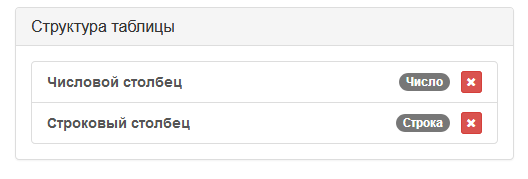 Структура таблицы
Числовой столбец Число
Строковый столбец Строка